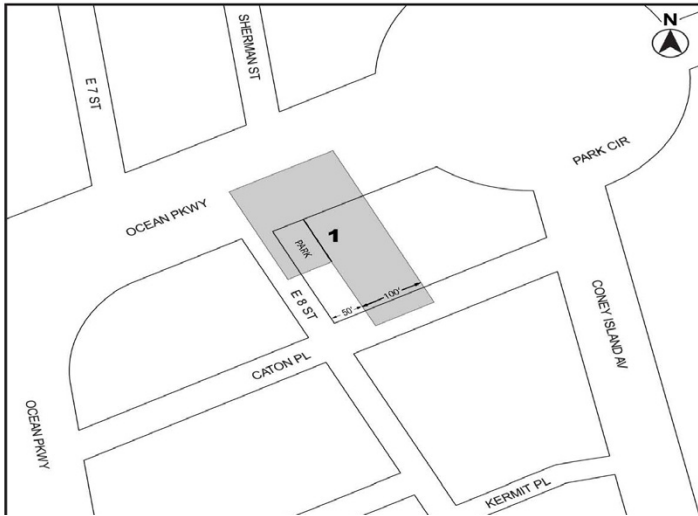 N
SHERMAN ST
E 7 ST
PARK CIR
OCEAN PKWY
1
PARK
E 8 ST
50'
100'
CONEY ISLAND AV
CATON PL
OCEAN PKWY
KERMIT PL